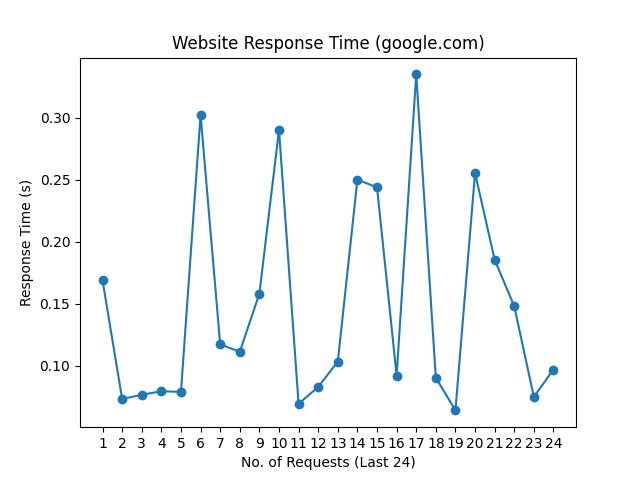 Website Response Time (google.com)
Response Time (s)
0.30
0.25
0.20
0.15
0.10
1 2 3 4 5 6 7 8 9 10 11 12 13 14 15 16 17 18 19 20 21 22 23 24
No. of Requests (Last 24)